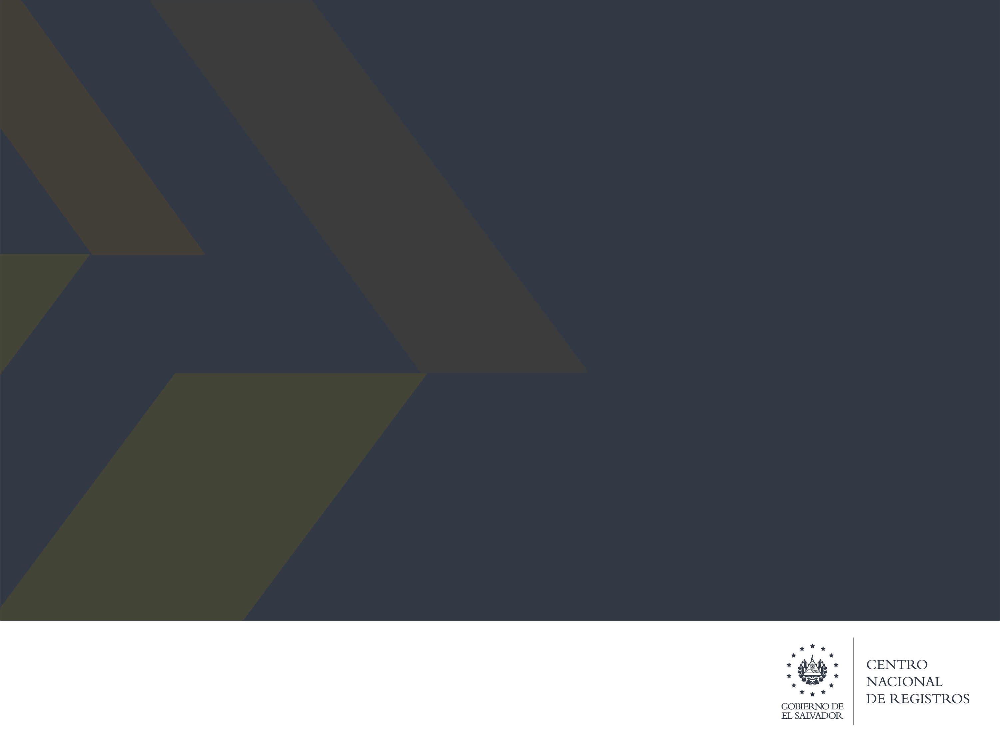 GOBIERNO DE
EL SALVADOR
CENTRO
NACIONAL
DE REGISTROS